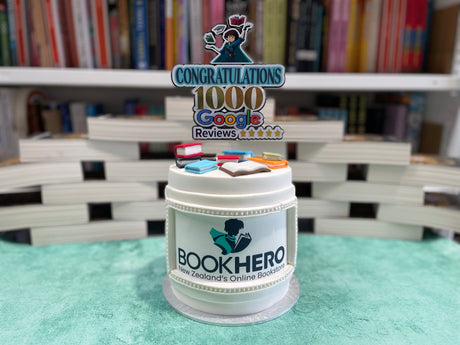 CONGRATULATIONS
1000
Google
Reviews
BOOKHERO
New Zealand's Online Bookstore